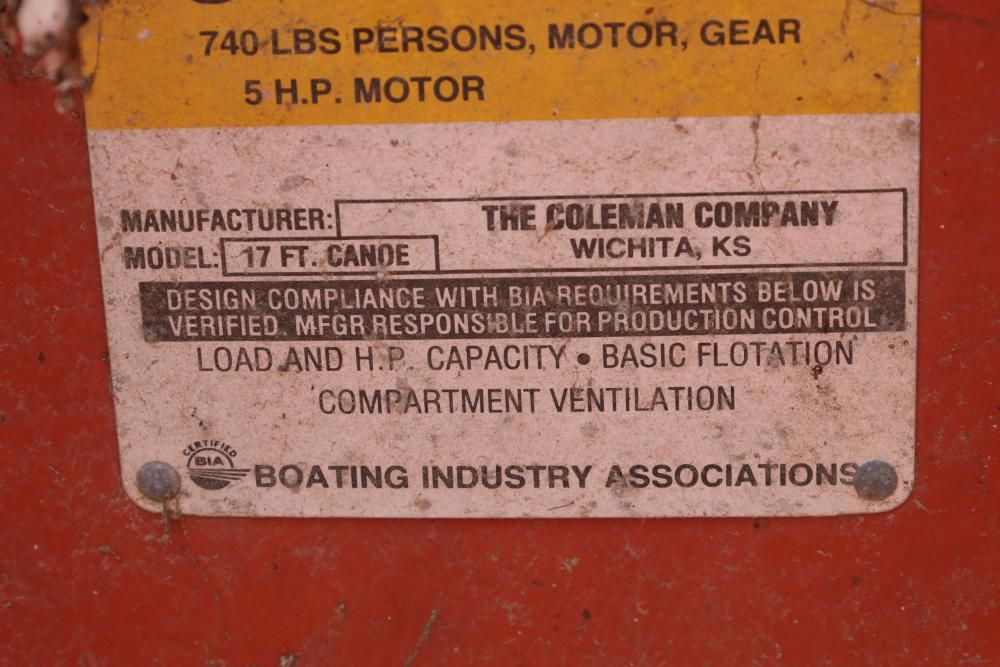 740 LBS PERSONS, MOTOR, GEAR
5 H.P. MOTOR
MANUFACTURER: THE COLEMAN COMPANY
WICHITA, KS
MODEL: 17 FT. CANOE
DESIGN COMPLIANCE WITH BIA REQUIREMENTS BELOW IS
VERIFIED. MFGR RESPONSIBLE FOR PRODUCTION CONTROL
LOAD AND H.P. CAPACITY • BASIC FLOTATION
COMPARTMENT VENTILATION
CERTIFIED
BIA
BOATING INDUSTRY ASSOCIATIONS